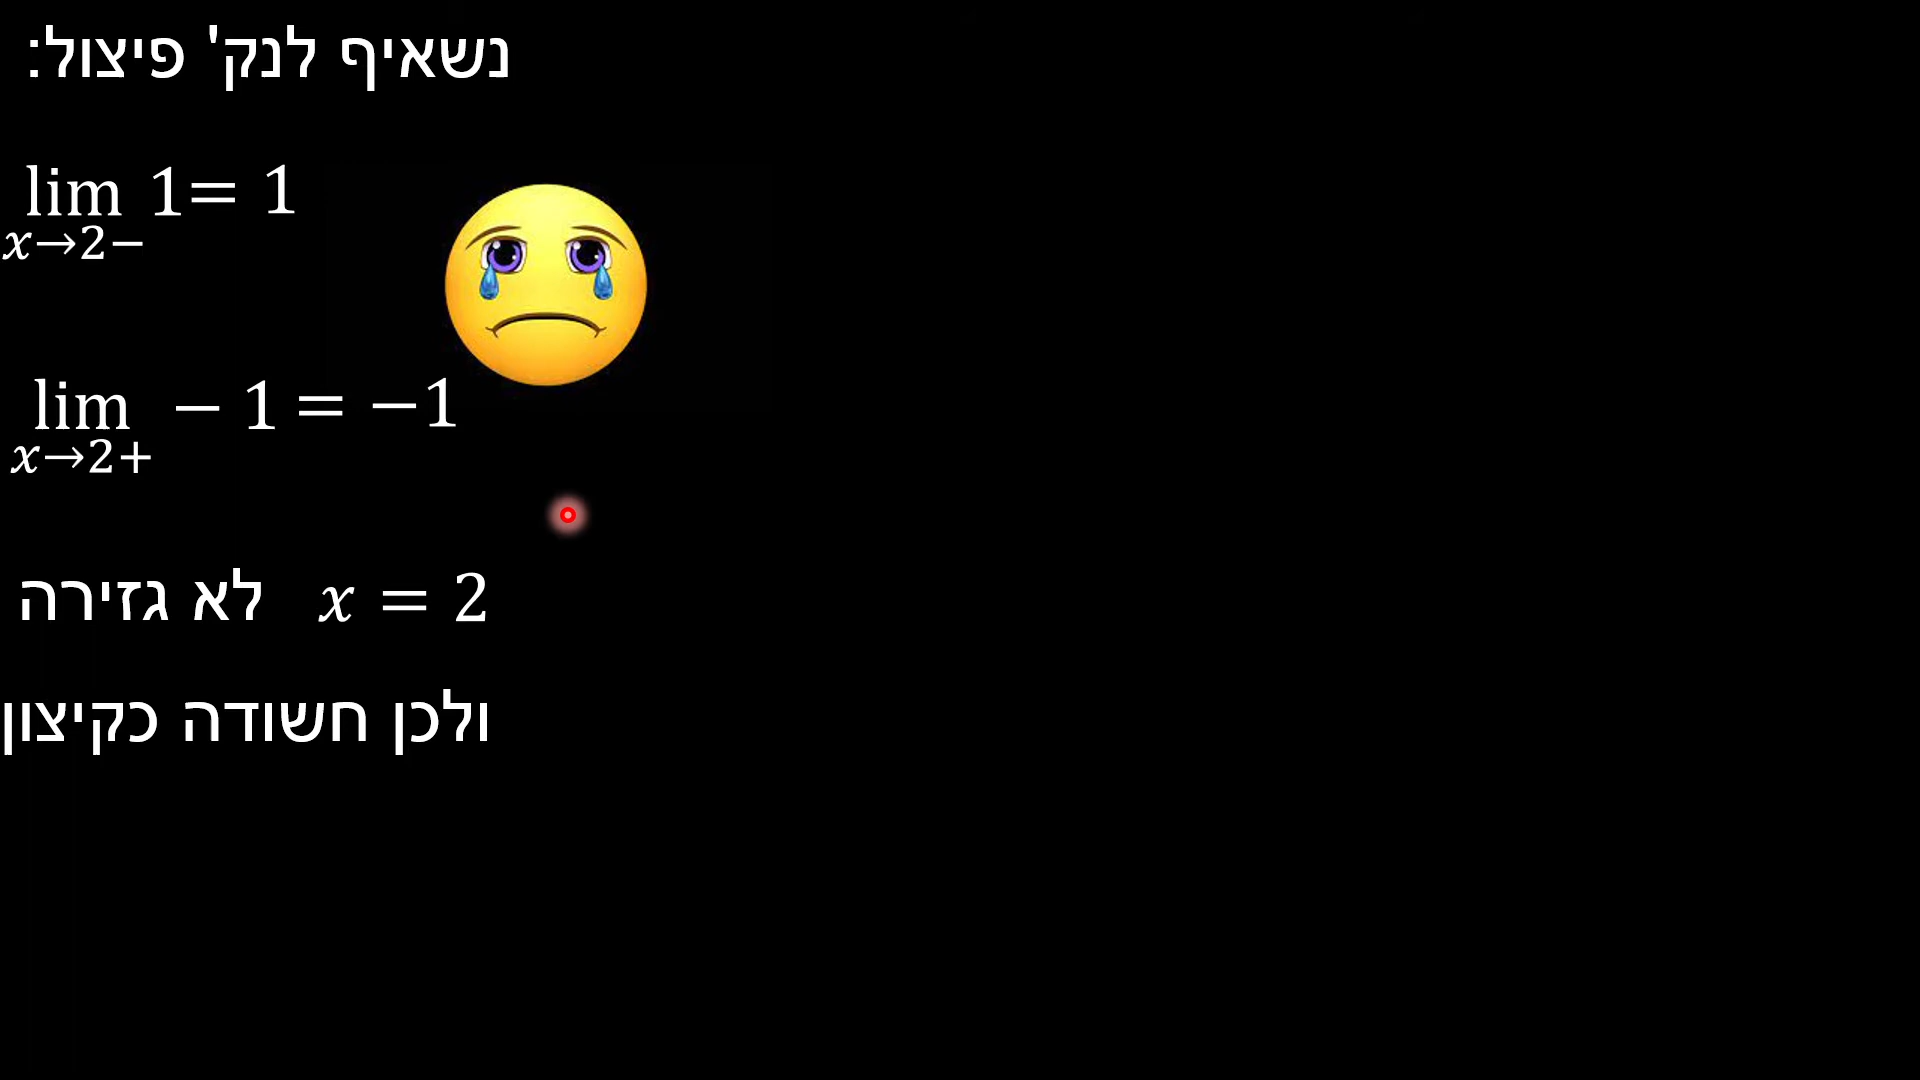 נשאיף לנק' פיצול:
lim 1= 1
x→2−
lim − 1 = −1
x→2+
x = 2 לא גזירה
ולכן חשודה כקיצון